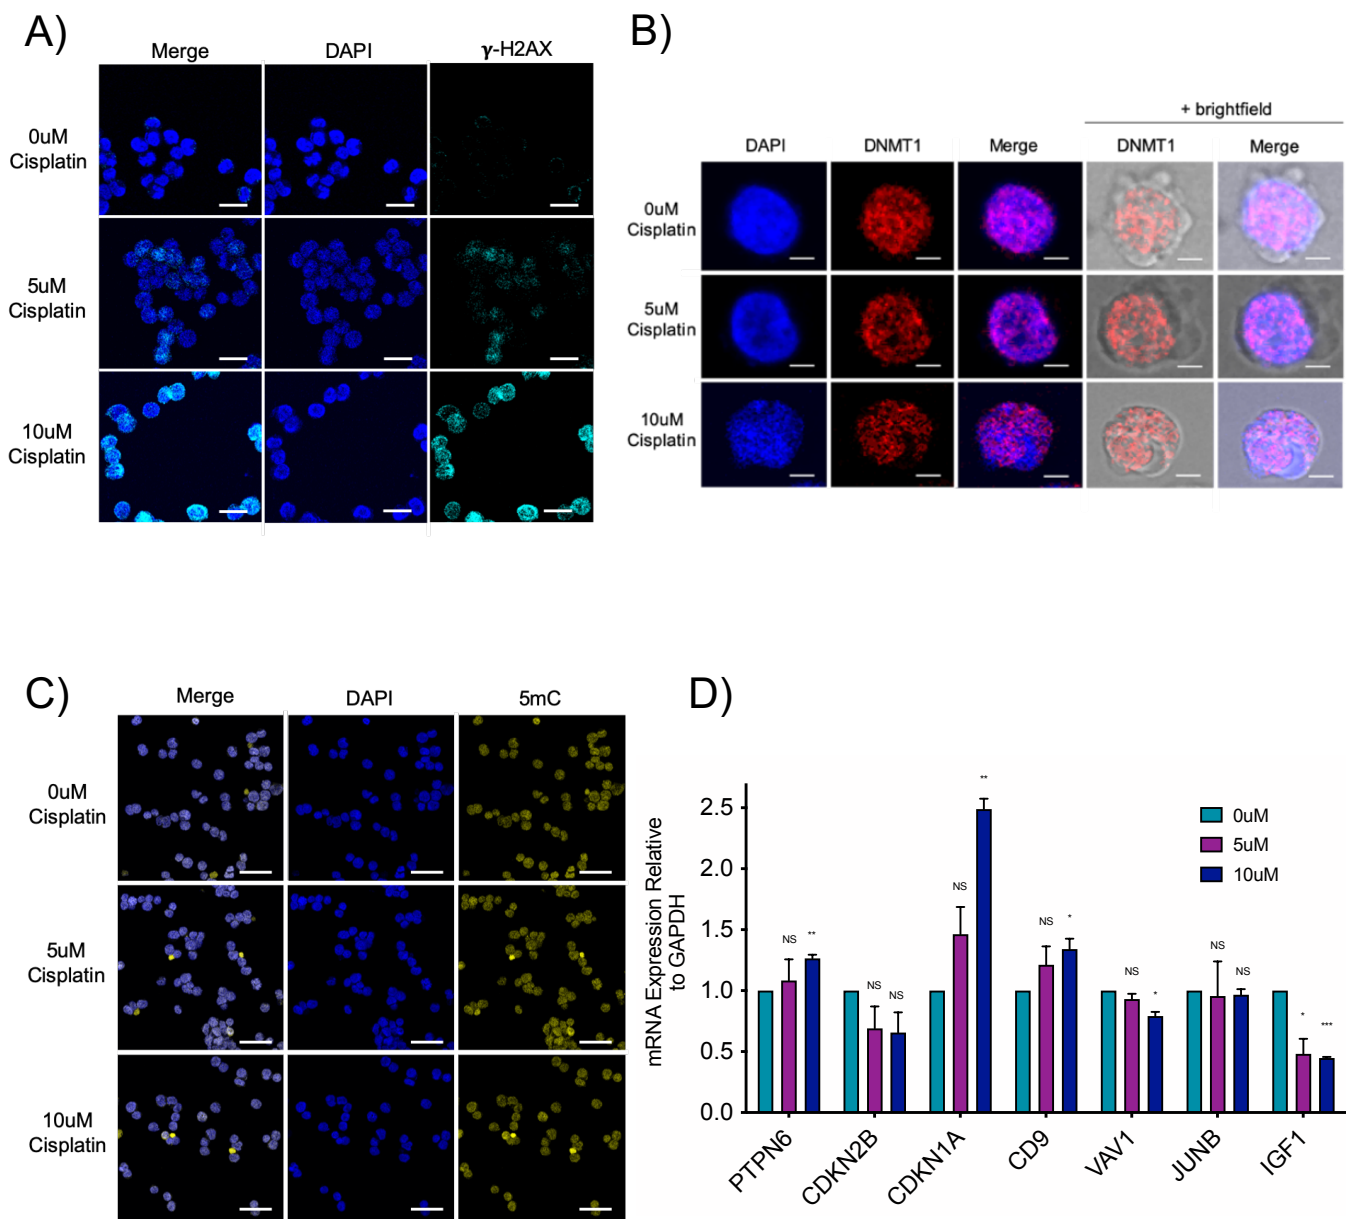 A)
Merge DAPI γ-H2AX
0uM
Cisplatin
5uM
Cisplatin
10uM
Cisplatin
B)
+ brightfield
DAPI DNMT1 Merge DNMT1 Merge
0uM
Cisplatin
5uM
Cisplatin
10uM
Cisplatin
C)
Merge DAPI 5mC
0uM
Cisplatin
5uM
Cisplatin
10uM
Cisplatin
D)
mRNA Expression Relative
to GAPDH
2.5
2.0
1.5
1.0
0.5
0.0
NS **
NS NS
NS **
NS *
NS *
NS NS
* ***
0uM
5uM
10uM
PTPN6 CDKN2B CDKN1A CD9 VAV1 JUNB IGF1